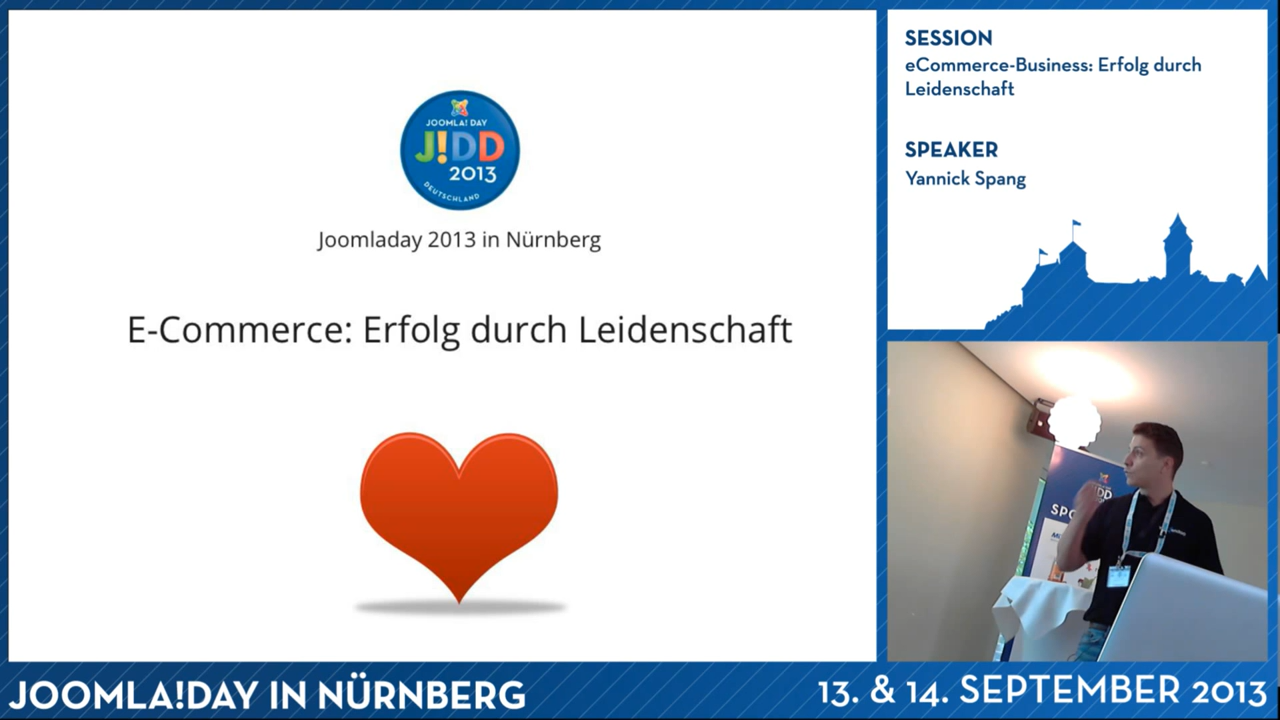 JOOMLA! DAY
J!DD
2013
DEUTSCHLAND
Joomladay 2013 in Nürnberg
E-Commerce: Erfolg durch Leidenschaft
SESSION
eCommerce-Business: Erfolg durch
Leidenschaft
SPEAKER
Yannick Spang
JOOMLA!DAY IN NÜRNBERG
13. & 14. SEPTEMBER 2013